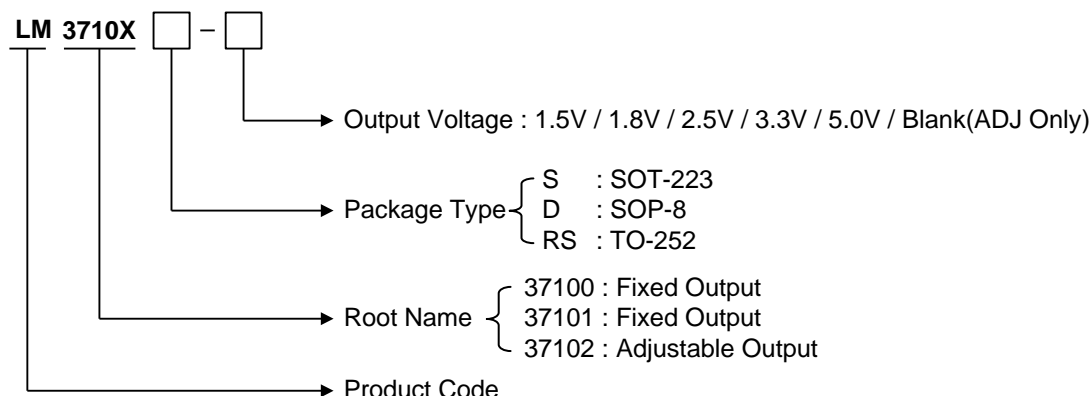 LM 3710X –
Output Voltage : 1.5V / 1.8V / 2.5V / 3.3V / 5.0V / Blank(ADJ Only)
S : SOT-223
Package Type D : SOP-8
RS : TO-252
37100 : Fixed Output
Root Name 37101 : Fixed Output
37102 : Adjustable Output
Product Code